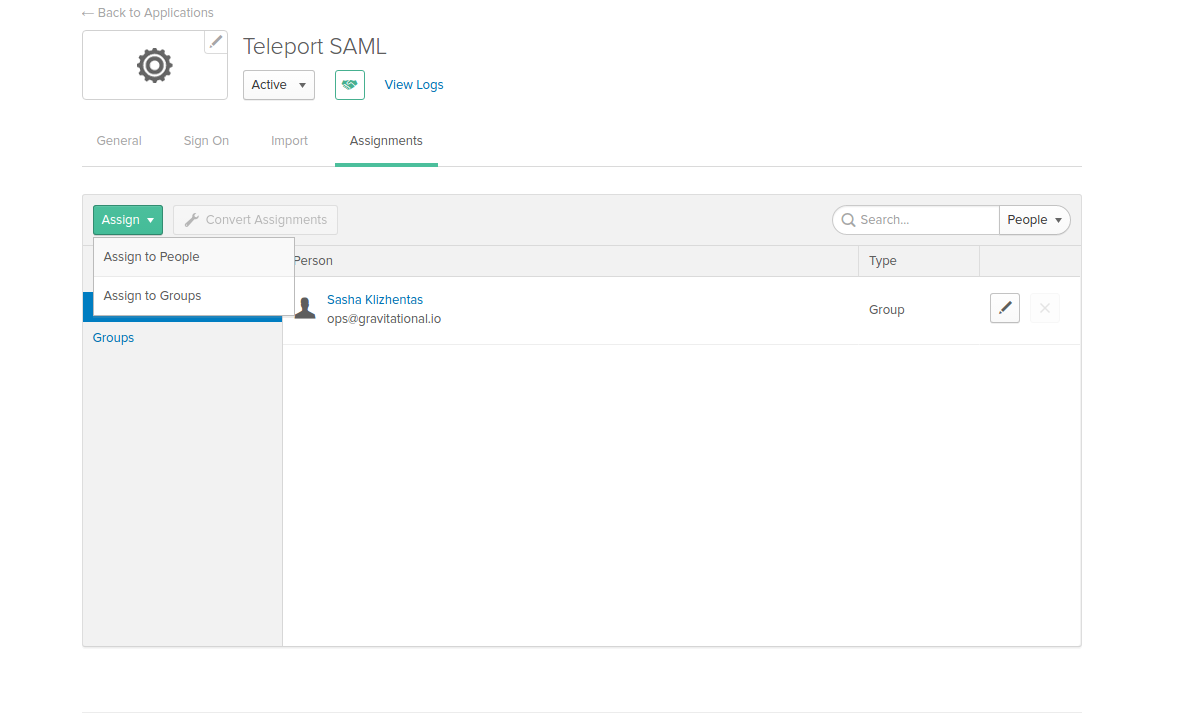 ← Back to Applications
Teleport SAML
Active
View Logs
General Sign On Import Assignments
Assign Convert Assignments Search... People
Assign to People
Assign to Groups
Person Type
Sasha Klizhentas
ops@gravitational.io
Group
Groups